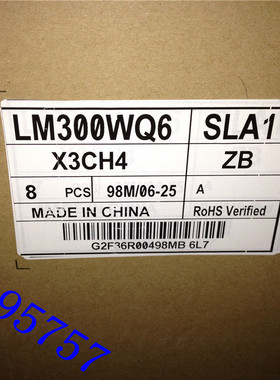 LM300WQ6 SLA1
X3CH4 ZB
8 PCS 98M/06-25 A
MADE IN CHINA RoHS Verified
G2F36R00498MB 6L7
95757